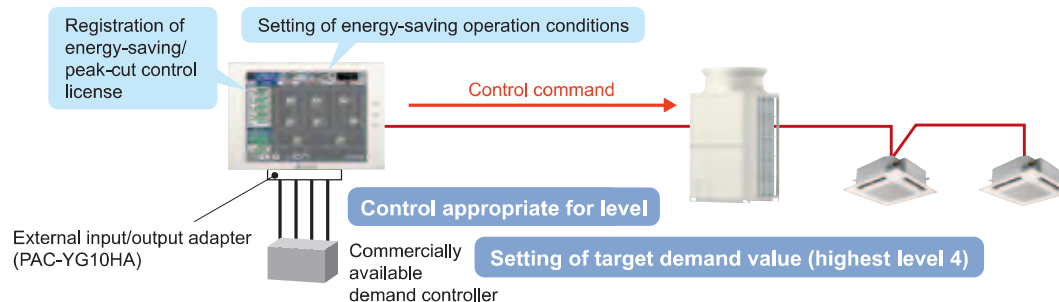 Registration of
energy-saving/
peak-cut control
license
Setting of energy-saving operation conditions
Control command
Control appropriate for level
External input/output adapter
(PAC-YG10HA)
Commercially
available
demand controller
Setting of target demand value (highest level 4)